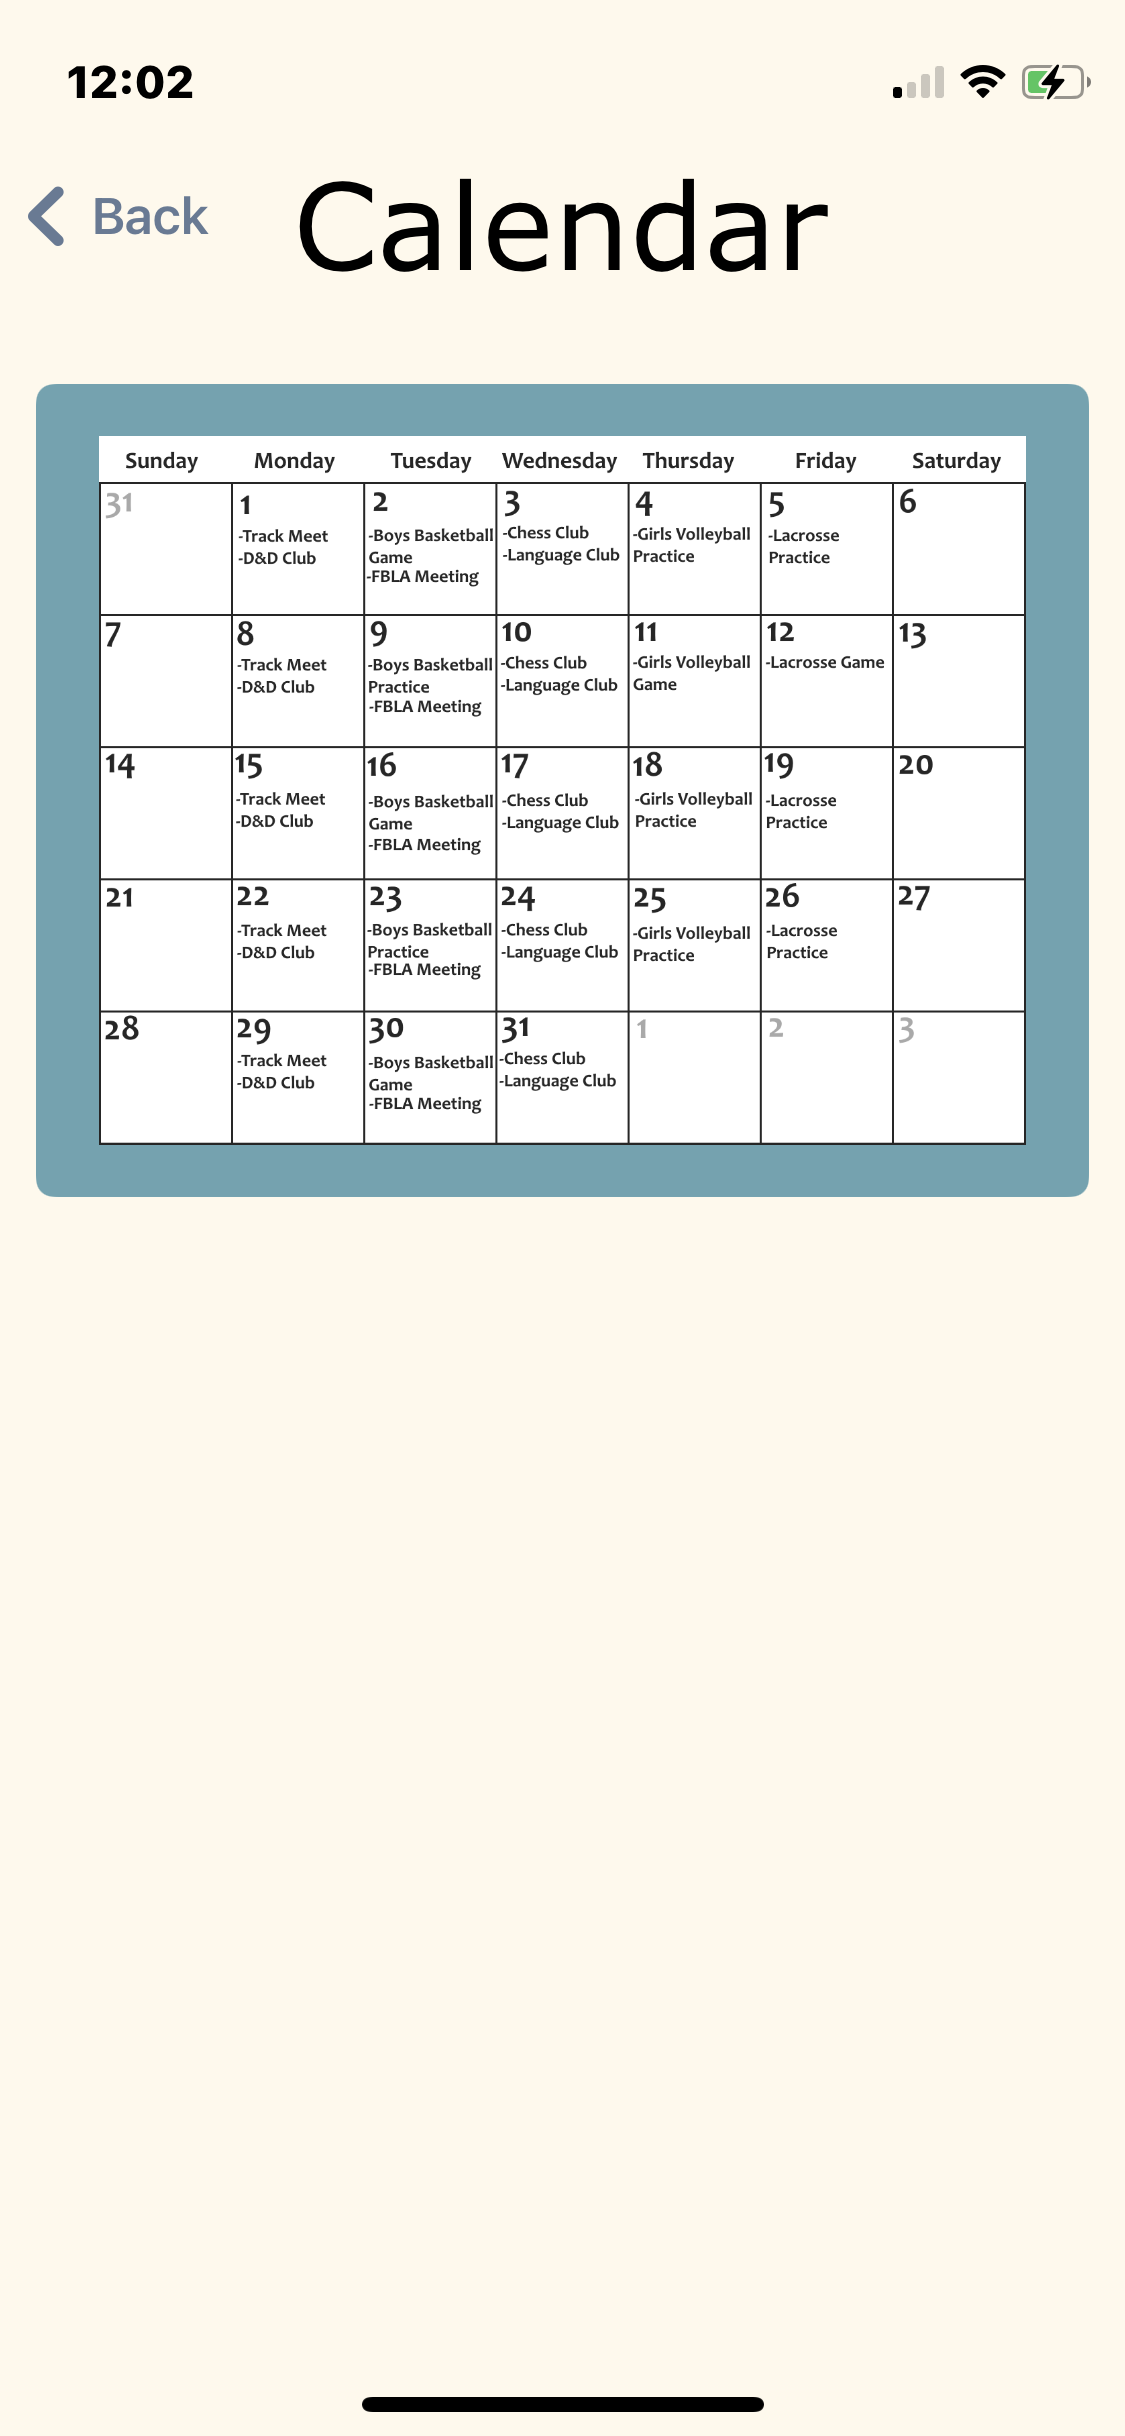 12:02
Back
Calendar
Sunday Monday Tuesday Wednesday Thursday Friday Saturday
31
1
-Track Meet
-D&D Club
2
-Boys Basketball
Game
-FBLA Meeting
3
-Chess Club
-Language Club
4
-Girls Volleyball
Practice
5
-Lacrosse
Practice
6
7
8
-Track Meet
-D&D Club
9
-Boys Basketball
Practice
-FBLA Meeting
10
-Chess Club
-Language Club
11
-Girls Volleyball
Game
12
-Lacrosse Game
13
14
15
-Track Meet
-D&D Club
16
-Boys Basketball
Game
-FBLA Meeting
17
-Chess Club
-Language Club
18
-Girls Volleyball
Practice
19
-Lacrosse
Practice
20
21
22
-Track Meet
-D&D Club
23
-Boys Basketball
Practice
-FBLA Meeting
24
-Chess Club
-Language Club
25
-Girls Volleyball
Practice
26
-Lacrosse
Practice
27
28
29
-Track Meet
-D&D Club
30
-Boys Basketball
Game
-FBLA Meeting
31
-Chess Club
-Language Club
1
2
3